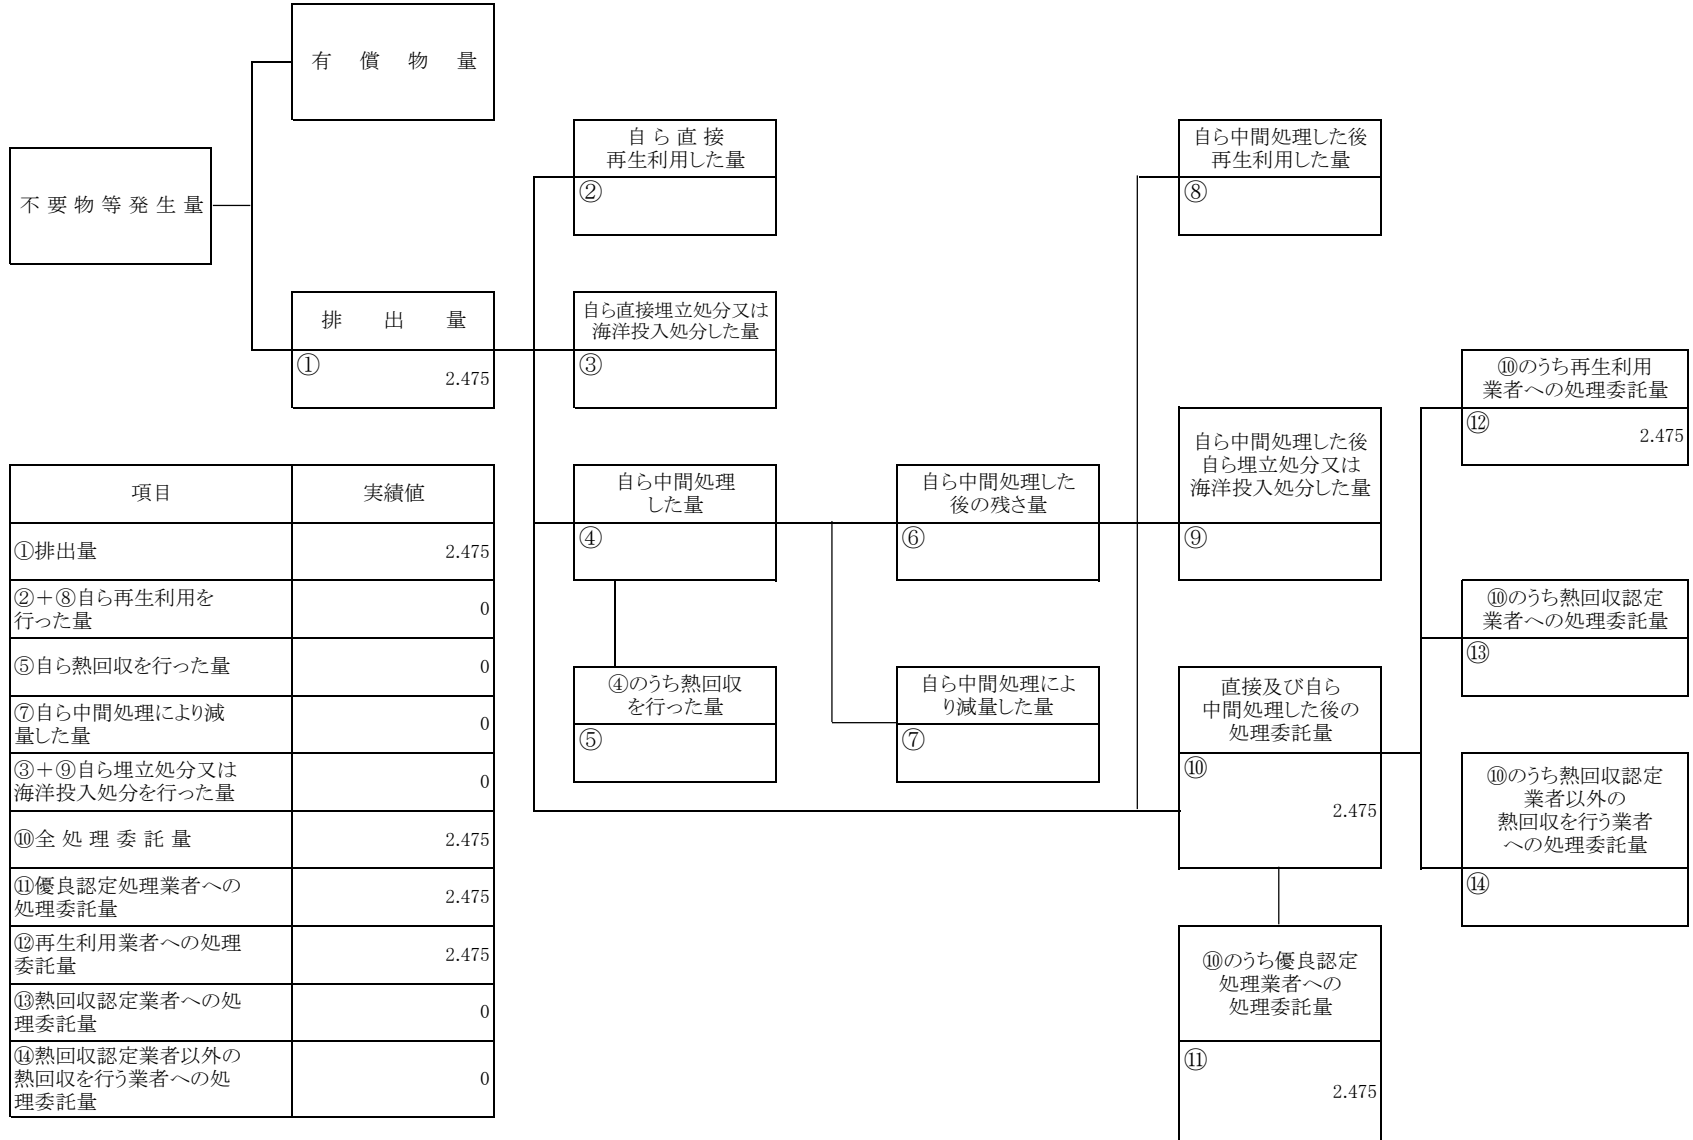 有償物量
不要物等発生量
排出量
①
2.475
自ら直接
再生利用した量
②
自ら直接埋立処分又は
海洋投入処分した量
③
自ら中間処理
した量
④
④のうち熱回収
を行った量
⑤
自ら中間処理した
後の残さ量
⑥
自ら中間処理によ
り減量した量
⑦
自ら中間処理した後
再生利用した量
⑧
自ら中間処理した後
自ら埋立処分又は
海洋投入処分した量
⑨
直接及び自ら
中間処理した後の
処理委託量
⑩
2.475
⑩のうち優良認定
処理業者への
処理委託量
⑪
2.475
⑩のうち再生利用
業者への処理委託量
⑫
2.475
⑩のうち熱回収認定
業者への処理委託量
⑬
⑩のうち熱回収認定
業者以外の
熱回収を行う業者
への処理委託量
⑭
項目 実績値
①排出量 2.475
②+⑧自ら再生利用を
行った量 0
⑤自ら熱回収を行った量 0
⑦自ら中間処理により減
量した量 0
③+⑨自ら埋立処分又は
海洋投入処分を行った量 0
⑩全処理委託量 2.475
⑪優良認定処理業者への
処理委託量 2.475
⑫再生利用業者への処理
委託量 2.475
⑬熱回収認定業者への処
理委託量 0
⑭熱回収認定業者以外の
熱回収を行う業者への処
理委託量 0